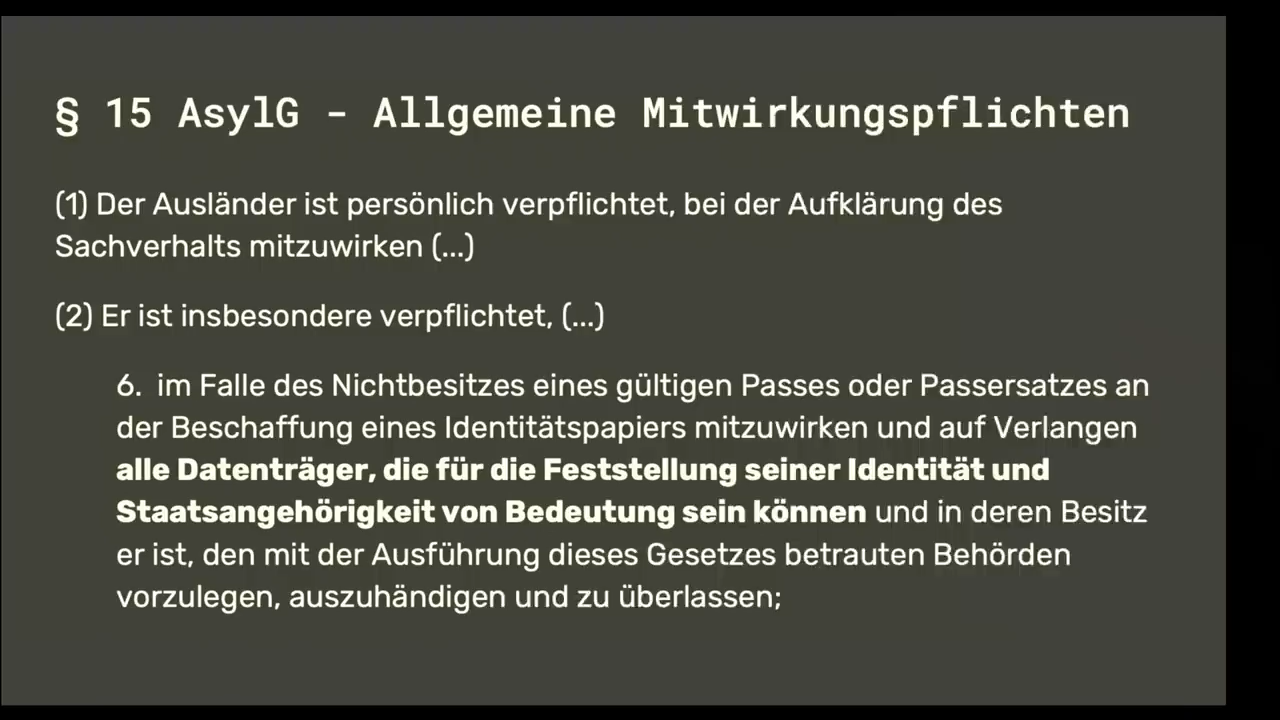 § 15 AsylG - Allgemeine Mitwirkungspflichten
(1) Der Ausländer ist persönlich verpflichtet, bei der Aufklärung des
Sachverhalts mitzuwirken (...)
(2) Er ist insbesondere verpflichtet, (...)
6. im Falle des Nichtbesitzes eines gültigen Passes oder Passersatzes an
der Beschaffung eines Identitätspapiers mitzuwirken und auf Verlangen
alle Datenträger, die für die Feststellung seiner Identität und
Staatsangehörigkeit von Bedeutung sein können und in deren Besitz
er ist, den mit der Ausführung dieses Gesetzes betrauten Behörden
vorzulegen, auszuhändigen und zu überlassen;